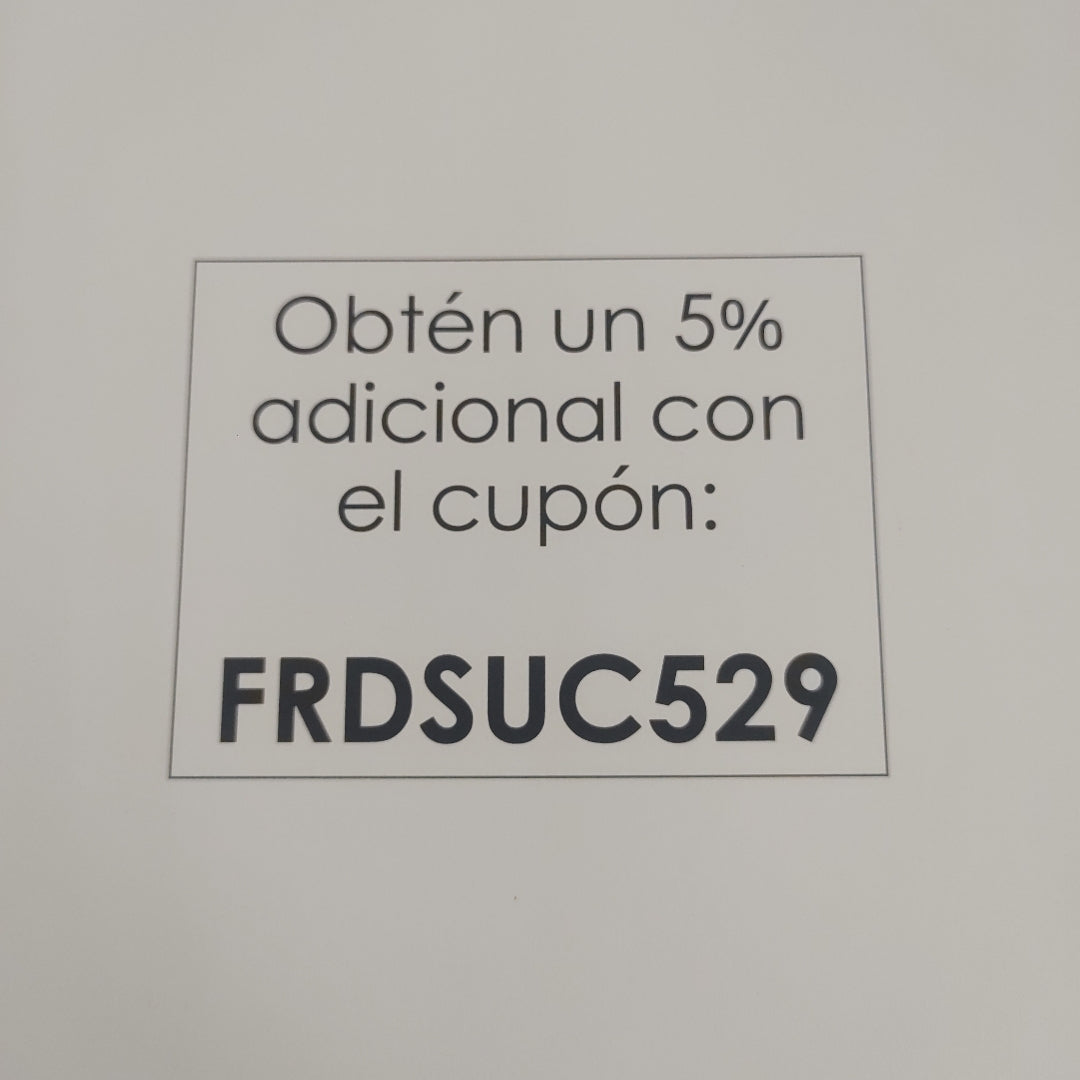 Obtén un 5%
adicional con
el cupón:
FRDSUC529